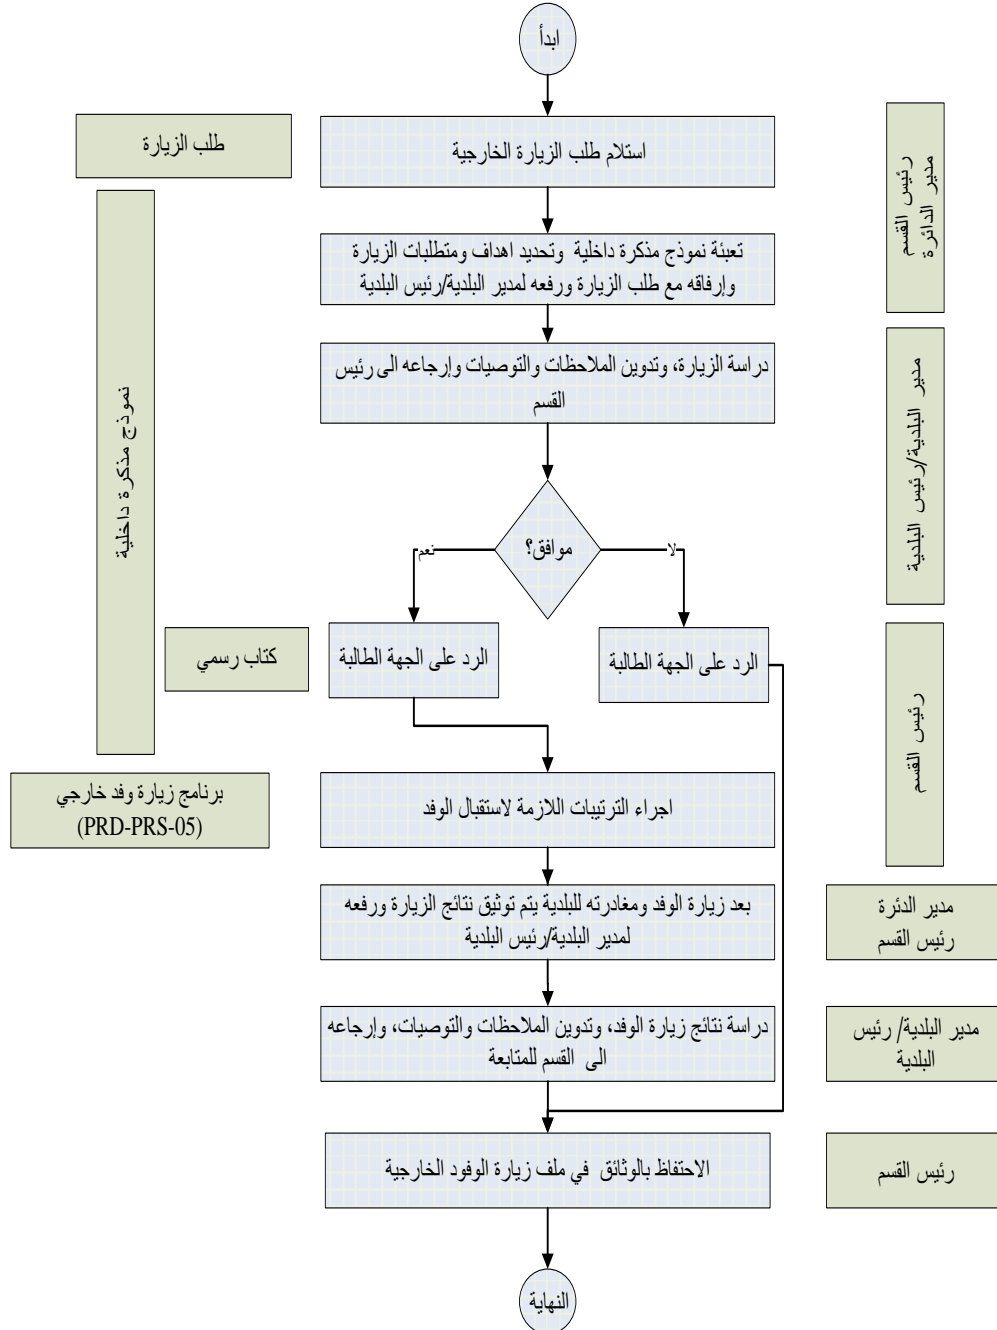 ابدأ
طلب الزيارة
استلام طلب الزيارة الخارجية
رئيس القسم
مدير الدائرة
تعبئة نموذج مذكرة داخلية وتحديد اهداف ومتطلبات الزيارة
وإرفاقه مع طلب الزيارة ورفعه لمدير البلدية/رئيس البلدية
نموذج مذكرة داخلية
دراسة الزيارة، وتدوين الملاحظات والتوصيات وإرجاعه الى رئيس
القسم
مدير البلدية/رئيس البلدية
موافق؟
لا
نعم
الرد على الجهة الطالبة
الرد على الجهة الطالبة
كتاب رسمي
رئيس القسم
برنامج زيارة وفد خارجي
(PRD-PRS-05)
اجراء الترتيبات اللازمة لاستقبال الوفد
بعد زيارة الوفد ومغادرته للبلدية يتم توثيق نتائج الزيارة ورفعه
لمدير البلدية/رئيس البلدية
مدير الدئرة
رئيس القسم
دراسة نتائج زيارة الوفد، وتدوين الملاحظات والتوصيات، وإرجاعه
الى القسم للمتابعة
مدير البلدية/ رئيس
البلدية
الاحتفاظ بالوثائق في ملف زيارة الوفود الخارجية
رئيس القسم
النهاية